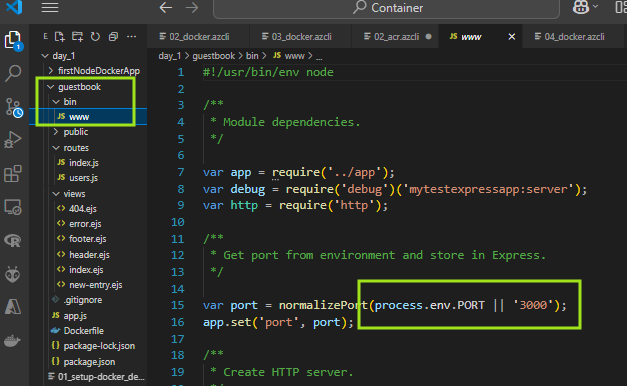 Container
E
02_docker.azcli
03_docker.azcli
02_acr.azcli
JS www
04_docker.azcli
day_1
firstNodeDockerApp
guestbook
bin
JS www
public
routes
JS index.js
JS users.js
views
<> 404.ejs
<> error.ejs
<> footer.ejs
<> header.ejs
<> index.ejs
<> new-entry.ejs
.gitignore
JS app.js
Dockerfile
package-lock.json
package.json
01_setup-docker_de...
day_1 > guestbook > bin > JS www > ...
1 #!/usr/bin/env node
2
3 /**
4 * Module dependencies.
5 */
6
7 var app = require('../app');
8 var debug = require('debug')('mytestexpressapp:server');
9 var http = require('http');
10
11 /**
12 * Get port from environment and store in Express.
13 */
14
15 var port = normalizePort(process.env.PORT || '3000');
16 app.set('port', port);
17
18 /**
19 * Create HTTP server.